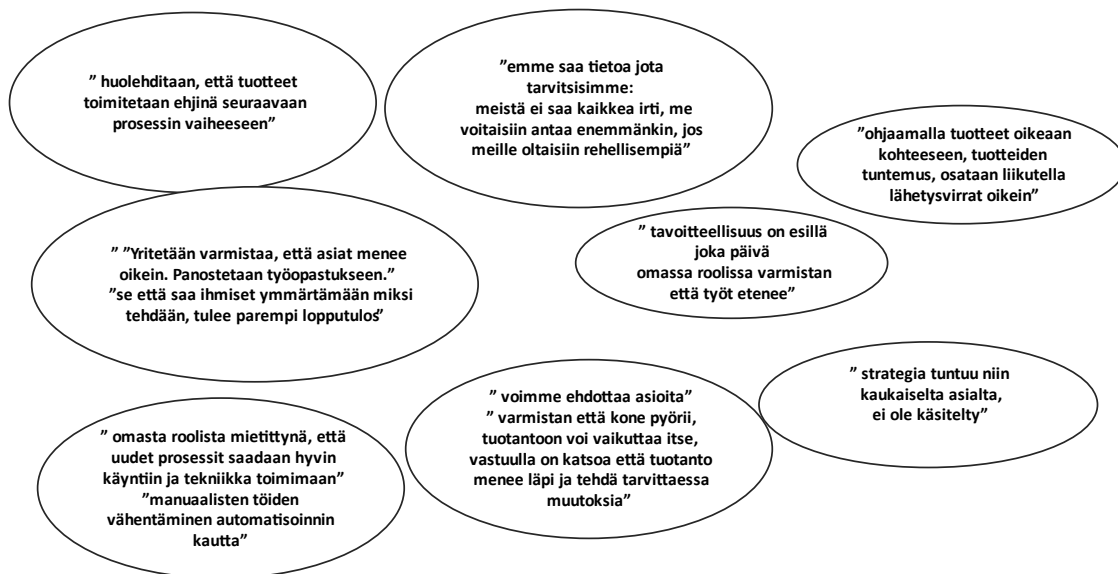 ” huolehditaan, että tuotteet
toimitetaan ehjinä seuraavaan
prosessin vaiheeseen”
”emme saa tietoa jota
tarvitsisimme:
meistä ei saa kaikkea irti, me
voitaisiin antaa enemmänkin, jos
meille oltaisiin rehellisempiä”
”ohjaamalla tuotteet oikeaan
kohteeseen, tuotteiden
tuntemus, osataan liikutella
lähetysvirrat oikein”
” ”Yritetään varmistaa, että asiat menee
oikein. Panostetaan työopastukseen.”
”se että saa ihmiset ymmärtämään miksi
tehdään, tulee parempi lopputulos”
” tavoitteellisuus on esillä
joka päivä
omassa roolissa varmistan
että työt etenee”
” strategia tuntuu niin
kaukaiselta asialta,
ei ole käsitelty”
” voimme ehdottaa asioita”
” varmistan että kone pyörii,
tuotantoon voi vaikuttaa itse,
vastuulla on katsoa että tuotanto
menee läpi ja tehdä tarvittaessa
muutoksia”
” omasta roolista mietittynä, että
uudet prosessit saadaan hyvin
käyntiin ja tekniikka toimimaan”
”manuaalisten töiden
vähentäminen automatisoinnin
kautta”